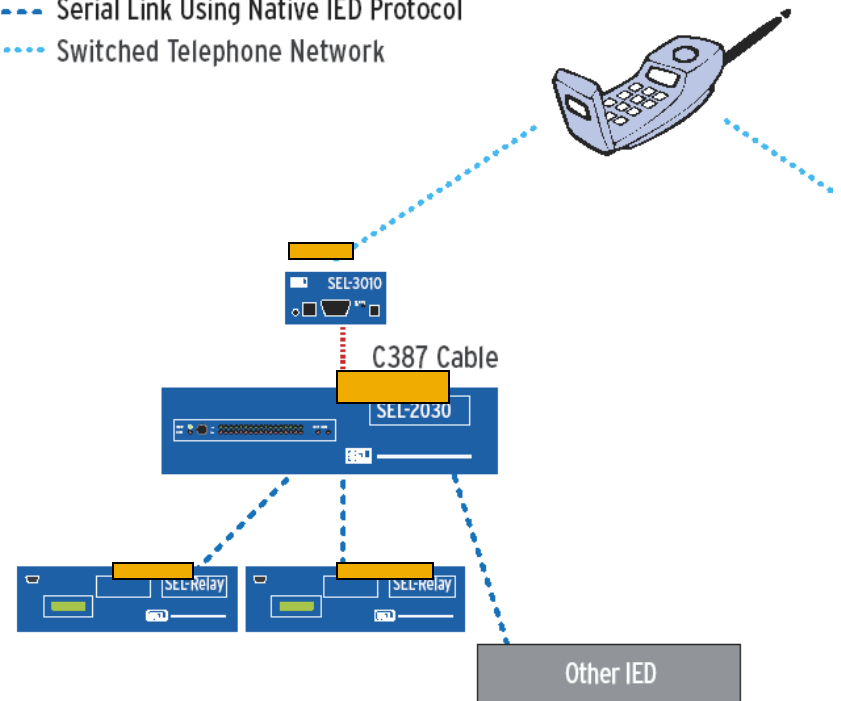 Serial Link Using Native IED Protocol
Switched Telephone Network
SEL-3010
C387 Cable
SEL-2030
SEL-Relay
SEL-Relay
Other IED